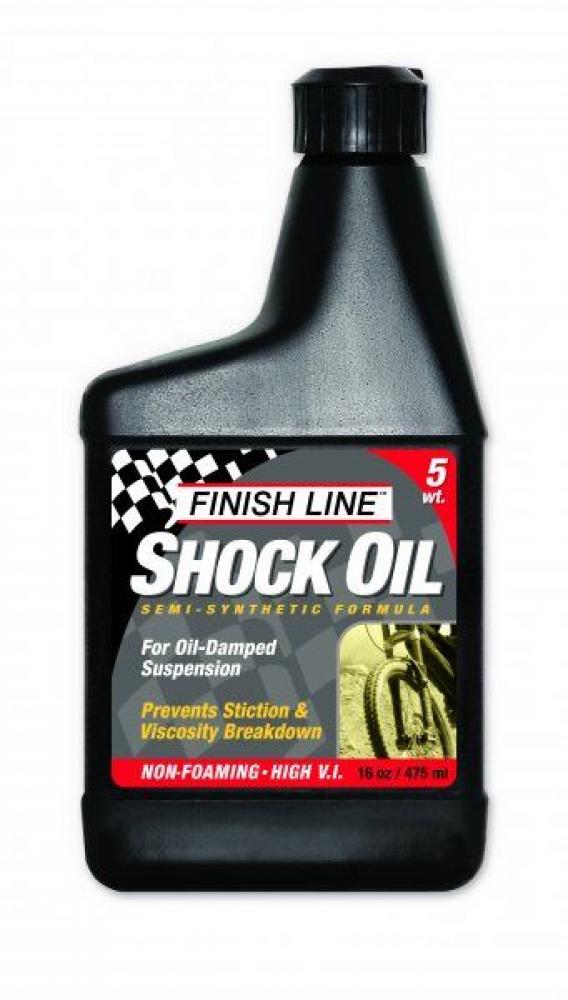 5
wt.
FINISH LINE™
SHOCK OIL
SEMI-SYNTHETIC FORMULA
For Oil-Damped
Suspension
Prevents Stiction &
Viscosity Breakdown
NON-FOAMING • HIGH V.I. 16 oz / 475 ml